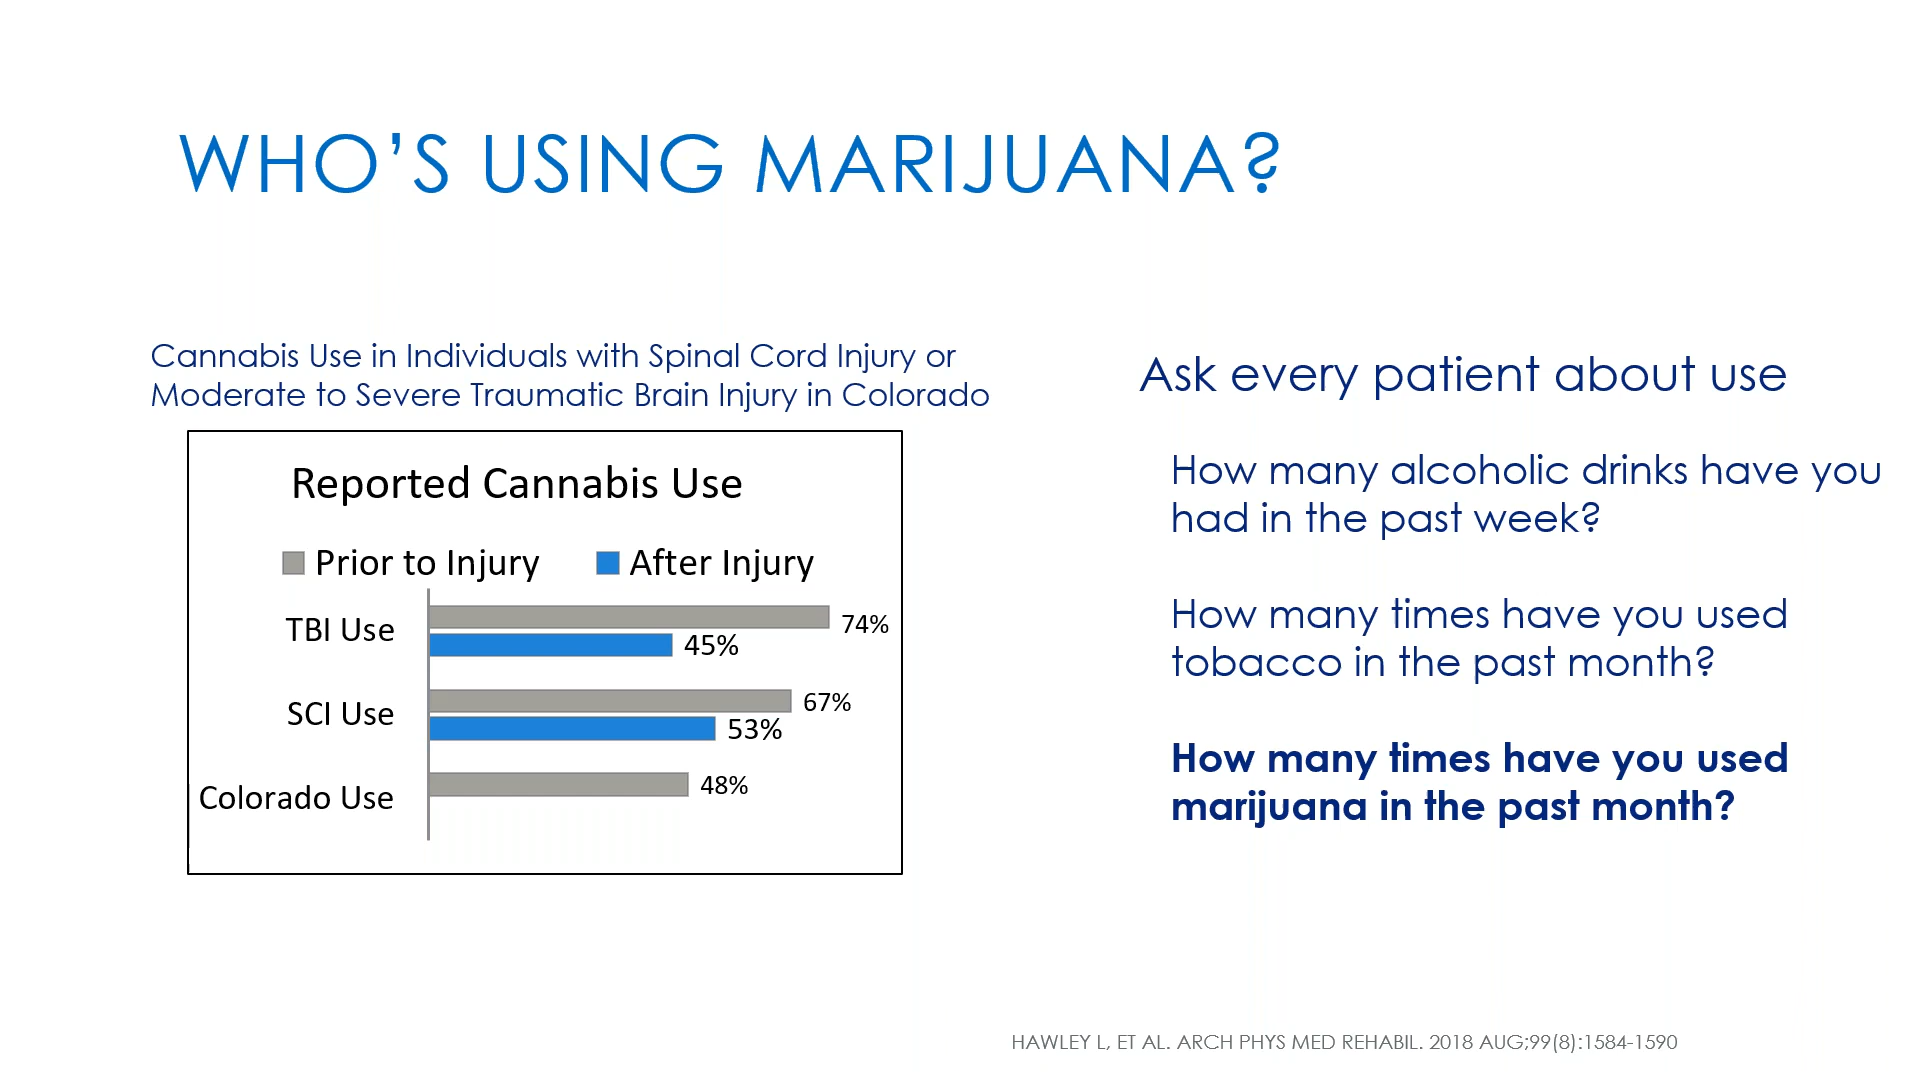 WHO’S USING MARIJUANA?
Cannabis Use in Individuals with Spinal Cord Injury or
Moderate to Severe Traumatic Brain Injury in Colorado
Reported Cannabis Use
Prior to Injury After Injury
TBI Use
74%
45%
SCI Use
67%
53%
Colorado Use
48%
Ask every patient about use
How many alcoholic drinks have you
had in the past week?
How many times have you used
tobacco in the past month?
How many times have you used
marijuana in the past month?
HAWLEY L, ET AL. ARCH PHYS MED REHABIL. 2018 AUG;99(8):1584-1590